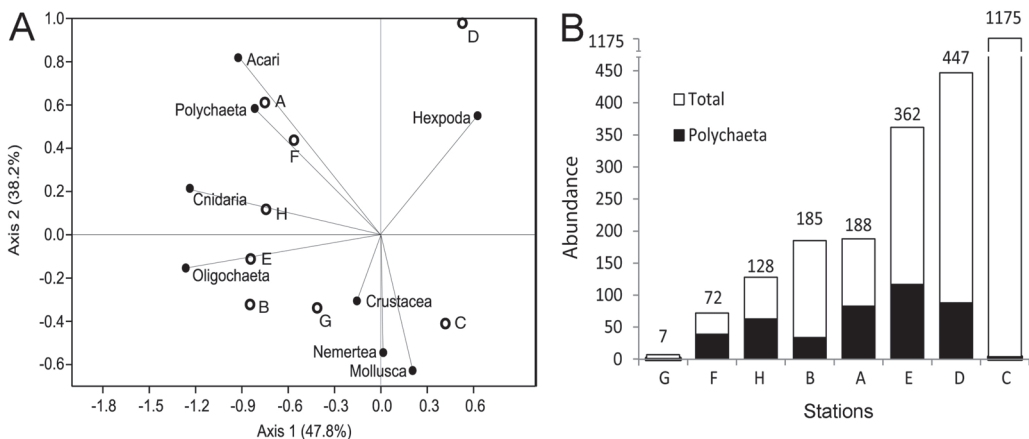 A
B
1.0
0.8
0.6
0.4
0.2
0.0
-0.2
-0.4
-0.6
Axis 2 (38.2%)
-1.8
-1.5
-1.2
-0.9
-0.6
-0.3
0.0
0.3
0.6
Axis 1 (47.8%)
D
Acari
A
Polychaeta
Hexpoda
F
Cnidaria
H
E
Oligochaeta
B
G
Crustacea
C
Nemertea
Mollusca
1175
450
400
350
300
250
200
150
100
50
0
Abundance
Total
Polychaeta
7
72
128
185
188
362
447
1175
G
F
H
B
A
E
D
C
Stations